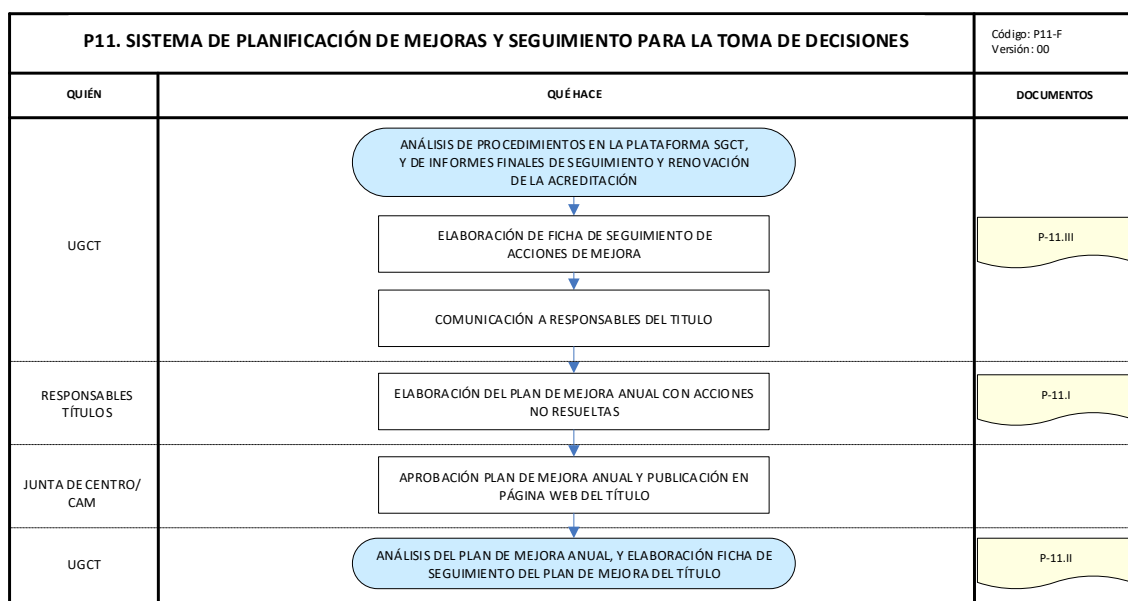 P11. SISTEMA DE PLANIFICACIÓN DE MEJORAS Y SEGUIMIENTO PARA LA TOMA DE DECISIONES
Código: P11-F
Versión: 00
QUIÉN
QUÉ HACE
DOCUMENTOS
ANÁLISIS DE PROCEDIMIENTOS EN LA PLATAFORMA SGCT,
Y DE INFORMES FINALES DE SEGUIMIENTO Y RENOVACIÓN
DE LA ACREDITACIÓN
UGCT
ELABORACIÓN DE FICHA DE SEGUIMIENTO DE
ACCIONES DE MEJORA
P-11.III
COMUNICACIÓN A RESPONSABLES DEL TITULO
RESPONSABLES
TÍTULOS
ELABORACIÓN DEL PLAN DE MEJORA ANUAL CON ACCIONES
NO RESUELTAS
P-11.I
JUNTA DE CENTRO/
CAM
APROBACIÓN PLAN DE MEJORA ANUAL Y PUBLICACIÓN EN
PÁGINA WEB DEL TÍTULO
UGCT
ANÁLISIS DEL PLAN DE MEJORA ANUAL, Y ELABORACIÓN FICHA DE
SEGUIMIENTO DEL PLAN DE MEJORA DEL TÍTULO
P-11.II